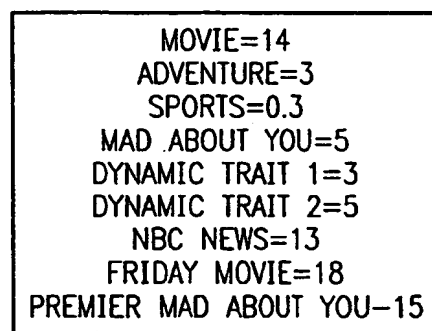 MOVIE=14
ADVENTURE=3
SPORTS=0.3
MAD ABOUT YOU=5
DYNAMIC TRAIT 1=3
DYNAMIC TRAIT 2=5
NBC NEWS=13
FRIDAY MOVIE=18
PREMIER MAD ABOUT YOU-15